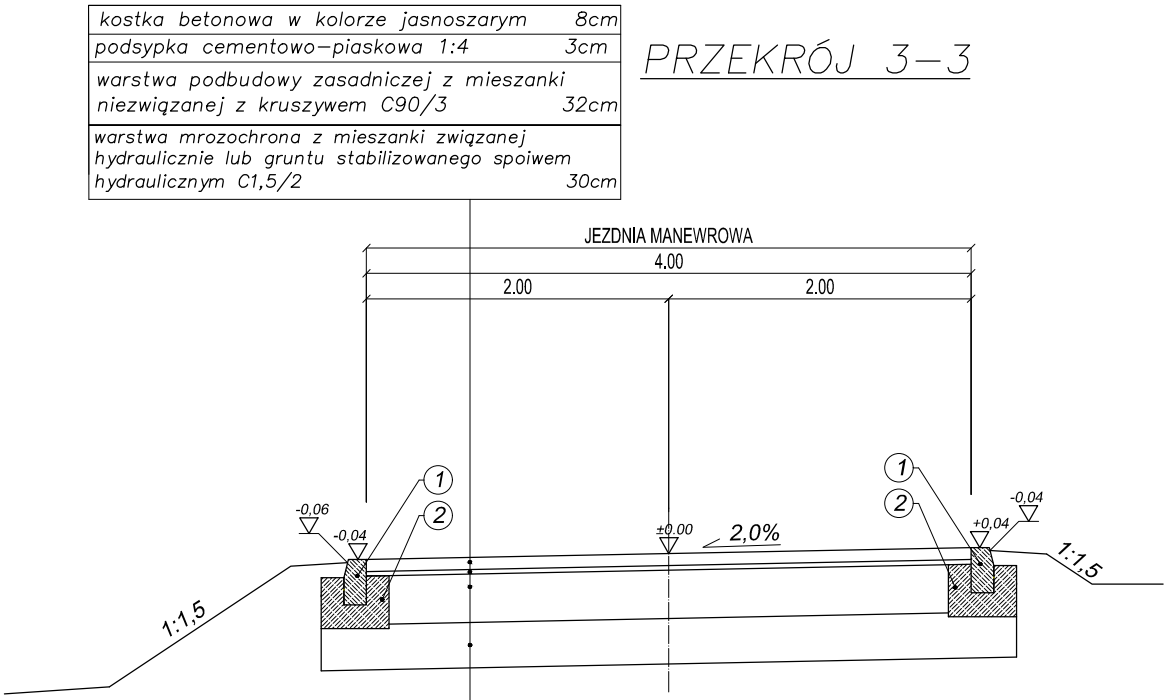 kostka betonowa w kolorze jasnoszarym 8cm
podsypka cementowo-piaskowa 1:4 3cm
warstwa podbudowy zasadniczej z mieszanki
niezwiązanej z kruszywem C90/3 32cm
warstwa mrozochrona z mieszanki związanej
hydraulicznie lub gruntu stabilizowanego spoiwem
hydraulicznym C1,5/2 30cm
PRZEKRÓJ 3-3
JEZDNIA MANEWROWA
4.00
2.00 2.00
1 1
2 2
-0,06 -0,04 ±0.00 2,0% +0,04 -0,04
1:1,5 1:1,5